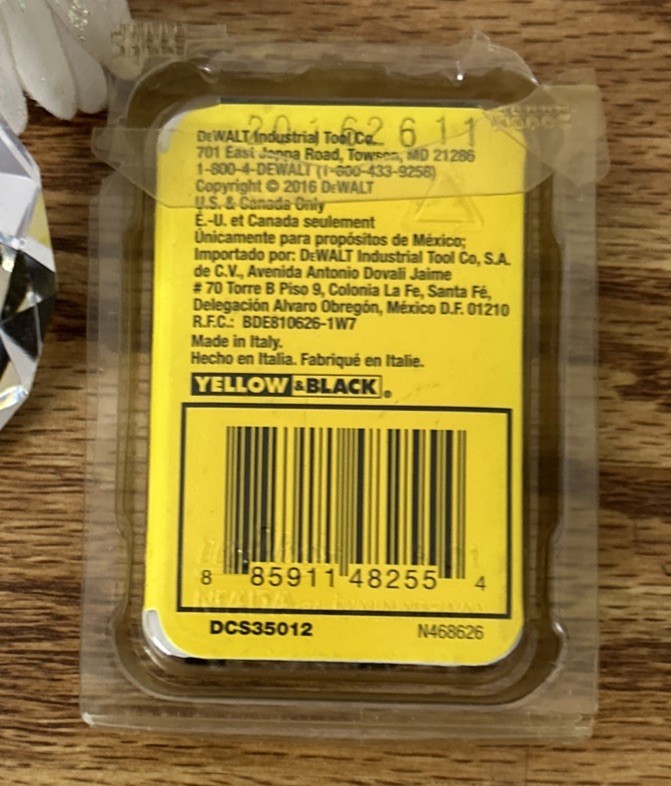 20162611
DEWALT Industrial Tool Co.
701 East Joppa Road, Towson, MD 21286
1-800-4-DEWALT (1-800-433-9258)
Copyright © 2016 DEWALT
U.S. & Canada Only
É.-U. et Canada seulement
Únicamente para propósitos de México;
Importado por: DEWALT Industrial Tool Co, S.A.
de C.V., Avenida Antonio Dovali Jaime
# 70 Torre B Piso 9, Colonia La Fe, Santa Fé,
Delegación Alvaro Obregón, México D.F. 01210
R.F.C.: BDE810626-1W7
Made in Italy.
Hecho en Italia. Fabriqué en Italie.
YELLOW & BLACK®
8 85911 48255 4
DCS35012 N468626